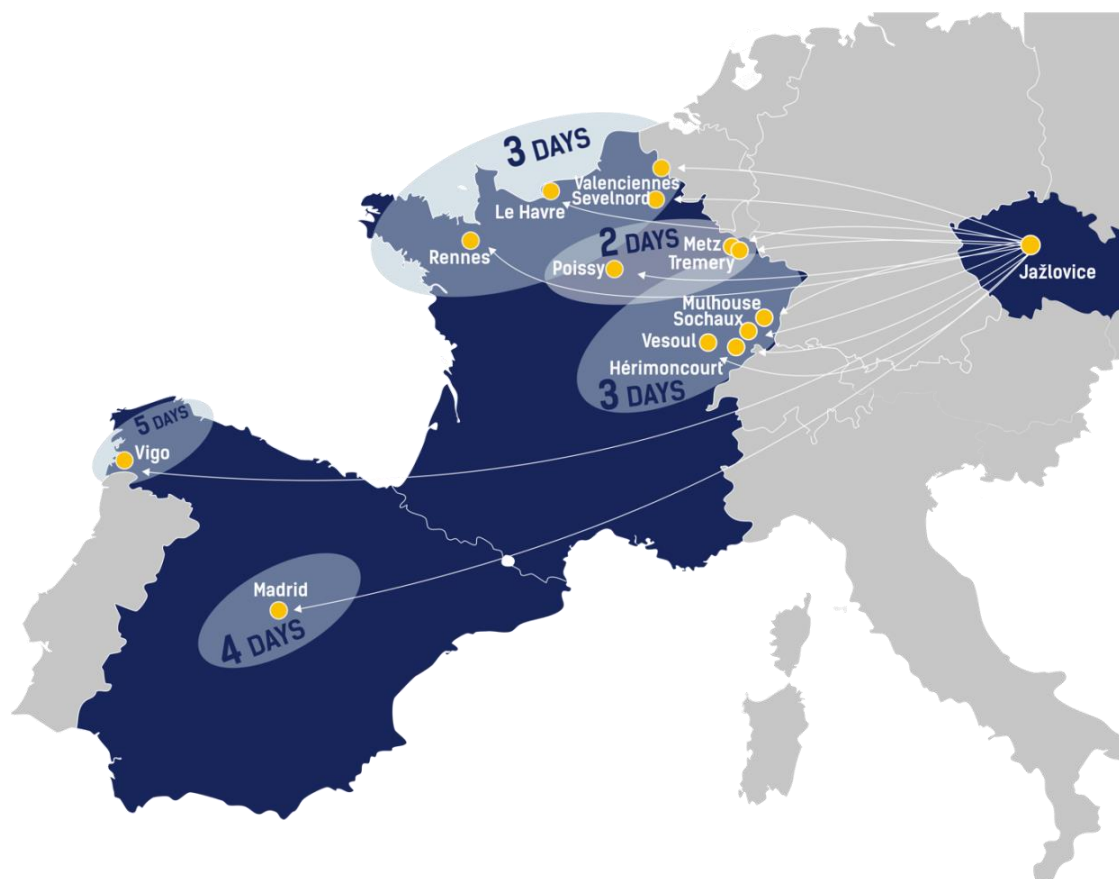 3 DAYS
Valenciennes
Sevelnord
Le Havre
Rennes
2 DAYS
Metz
Tremery
Poissy
Jažlovice
Mulhouse
Sochaux
Vesoul
Hérimoncourt
3 DAYS
5 DAYS
Vigo
Madrid
4 DAYS